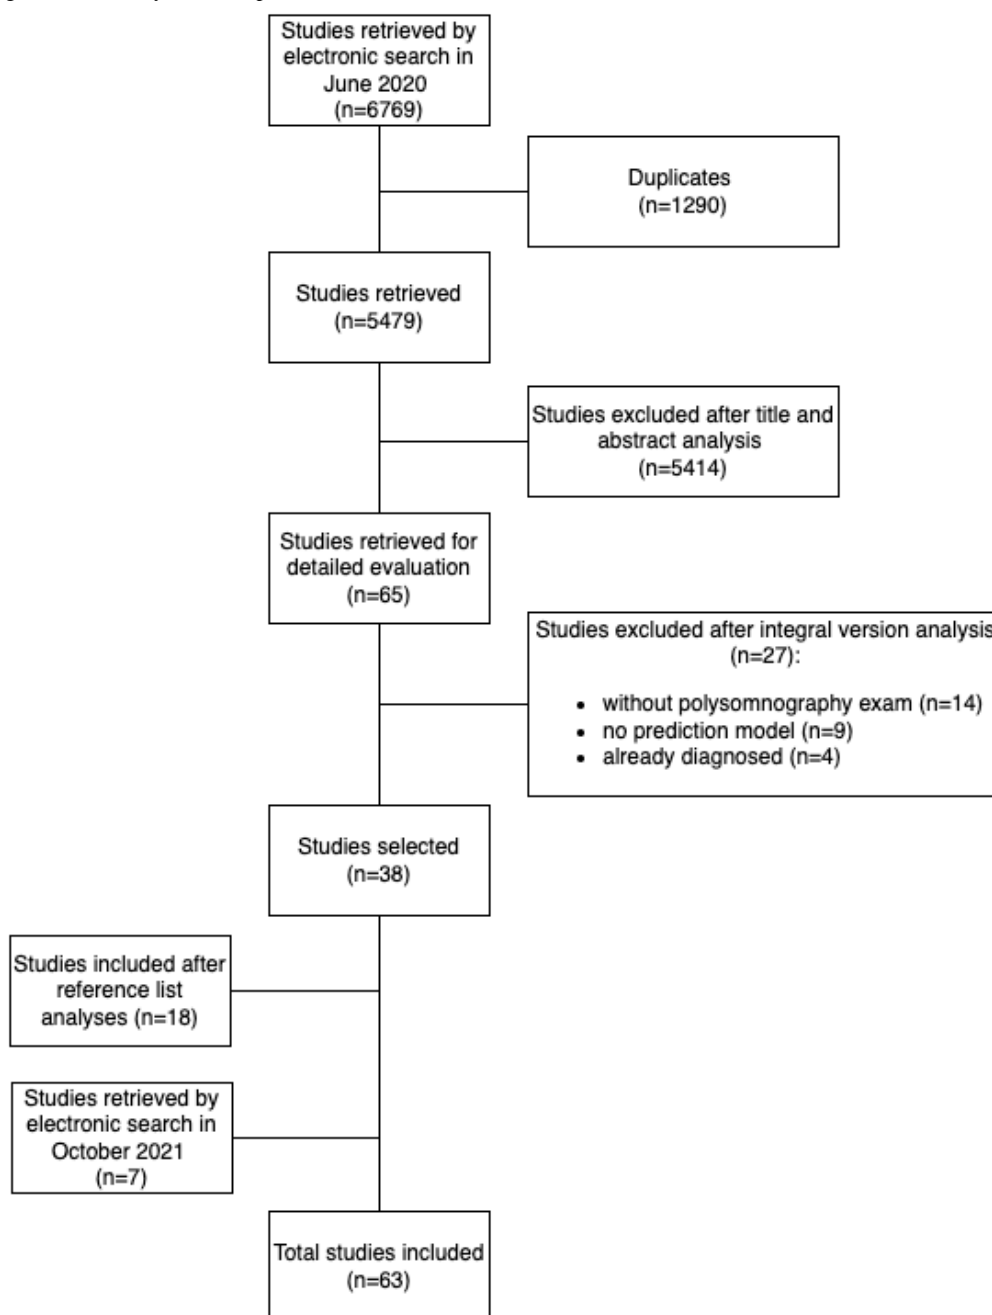 Studies retrieved by
electronic search in
June 2020
(n=6769)
Duplicates
(n=1290)
Studies retrieved
(n=5479)
Studies excluded after title and
abstract analysis
(n=5414)
Studies retrieved for
detailed evaluation
(n=65)
Studies excluded after integral version analysis
(n=27):
• without polysomnography exam (n=14)
• no prediction model (n=9)
• already diagnosed (n=4)
Studies selected
(n=38)
Studies included after
reference list
analyses (n=18)
Studies retrieved by
electronic search in
October 2021
(n=7)
Total studies included
(n=63)